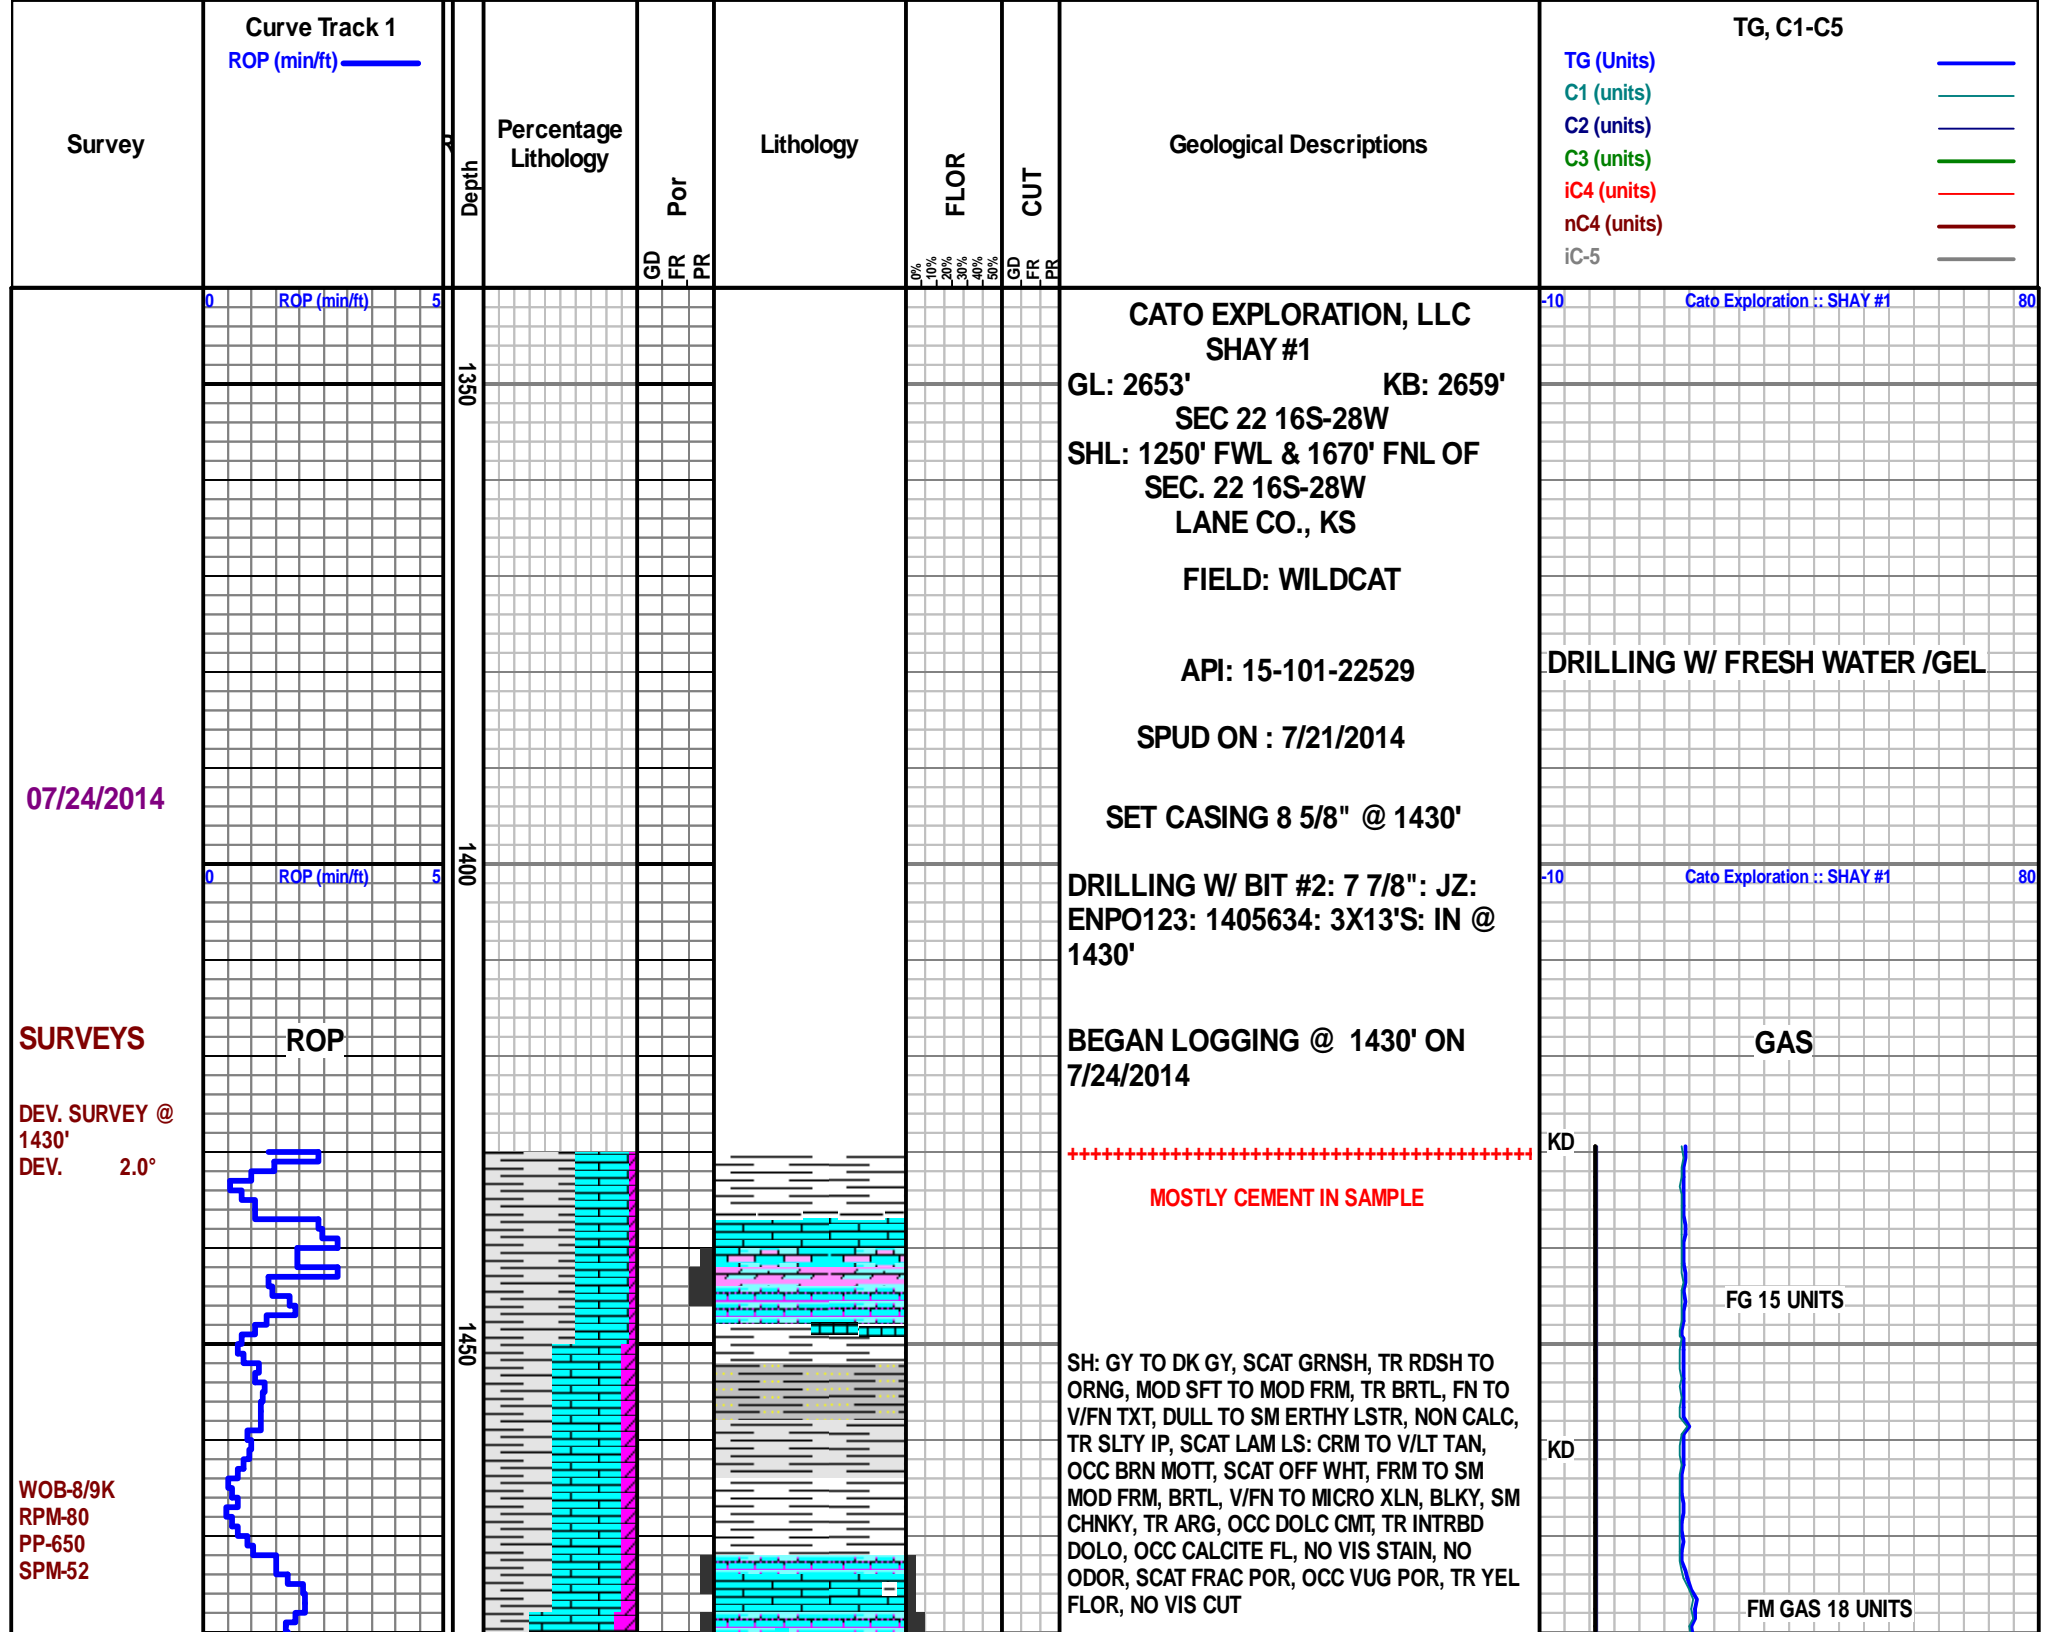 Survey
Curve Track 1
ROP (min/ft)
Depth
Percentage
Lithology
Por
GD
FR
PR
Lithology
FLOR
0%
10%
20%
30%
40%
50%
CUT
GD
FR
PR
Geological Descriptions
TG, C1-C5
TG (Units)
C1 (units)
C2 (units)
C3 (units)
iC4 (units)
nC4 (units)
iC-5
0 ROP (min/ft) 5
-10 Cato Exploration :: SHAY #1 80
1350
CATO EXPLORATION, LLC
SHAY #1
GL: 2653' KB: 2659'
SEC 22 16S-28W
SHL: 1250' FWL & 1670' FNL OF
SEC. 22 16S-28W
LANE CO., KS
FIELD: WILDCAT
API: 15-101-22529
DRILLING W/ FRESH WATER /GEL
SPUD ON : 7/21/2014
07/24/2014
SET CASING 8 5/8" @ 1430'
1400
0 ROP (min/ft) 5
-10 Cato Exploration :: SHAY #1 80
DRILLING W/ BIT #2: 7 7/8": JZ:
ENPO123: 1405634: 3X13'S: IN @
1430'
SURVEYS
ROP
BEGAN LOGGING @ 1430' ON
7/24/2014
GAS
DEV. SURVEY @
1430'
DEV. 2.0°
KD
++++++++++++++++++++++++++++++++++++++++
MOSTLY CEMENT IN SAMPLE
FG 15 UNITS
1450
SH: GY TO DK GY, SCAT GRNSH, TR RDSH TO
ORNG, MOD SFT TO MOD FRM, TR BRTL, FN TO
V/FN TXT, DULL TO SM ERTHY LSTR, NON CALC,
TR SLTY IP, SCAT LAM LS: CRM TO V/LT TAN,
OCC BRN MOTT, SCAT OFF WHT, FRM TO SM
MOD FRM, BRTL, V/FN TO MICRO XLN, BLKY, SM
CHNKY, TR ARG, OCC DOLC CMT, TR INTRBD
DOLO, OCC CALCITE FL, NO VIS STAIN, NO
ODOR, SCAT FRAC POR, OCC VUG POR, TR YEL
FLOR, NO VIS CUT
KD
WOB-8/9K
RPM-80
PP-650
SPM-52
FM GAS 18 UNITS